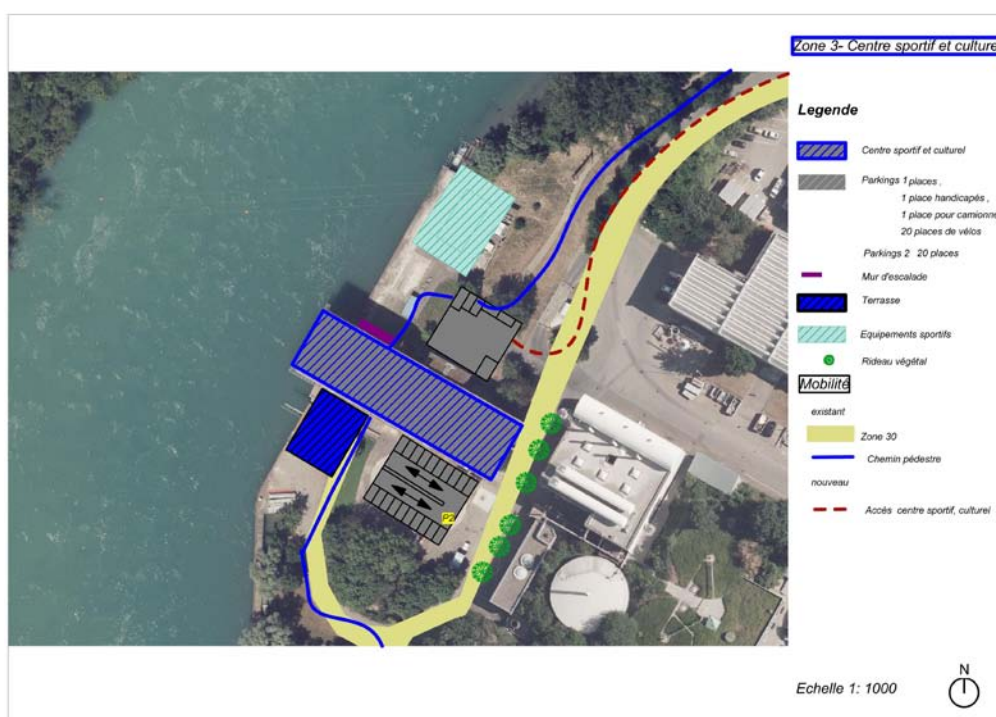 Zone 3- Centre sportif et culture
Legende
Centre sportif et culturel
Parkings 1 places ,
1 place handicapés ,
1 place pour camionne
20 places de vélos
Parkings 2 20 places
Mur d'escalade
Terrasse
Equipements sportifs
Rideau végétal
Mobilité
existant
Zone 30
Chemin pédestre
nouveau
Accès centre sportif, culturel
P2
Echelle 1: 1000
N